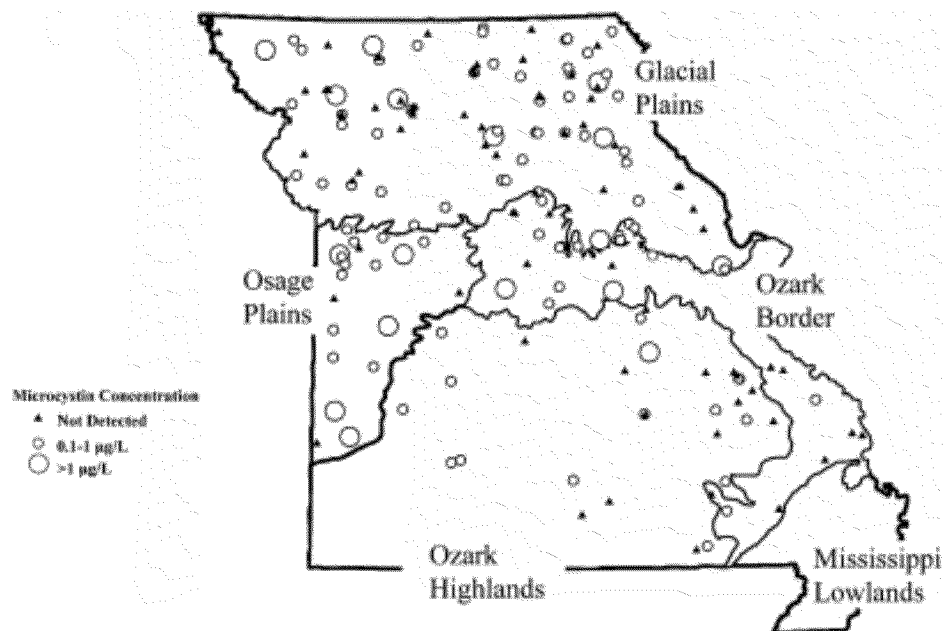 Glacial
Plains
Osage
Plains
Ozark
Border
Microcystin Concentration
Not Detected
0.1-1 µg/L
>1 µg/L
Ozark
Highlands
Mississippi
Lowlands